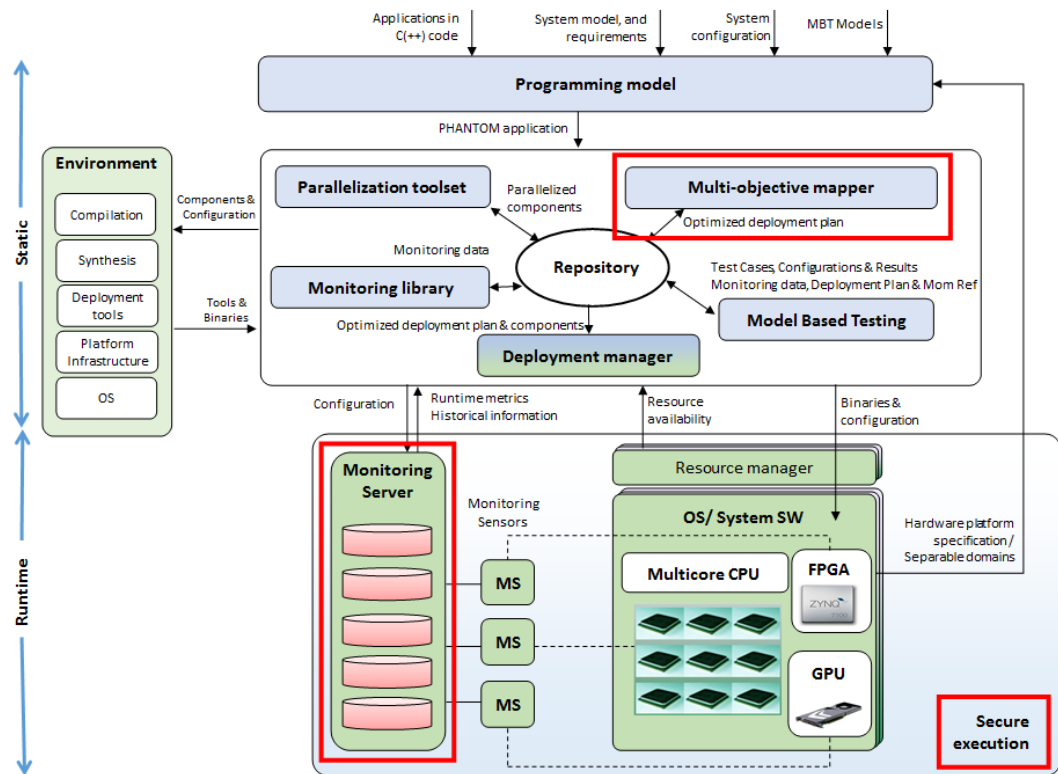 Applications in
C(++) code
System model, and
requirements
System
configuration
MBT Models
Programming model
PHANTOM application
Static
Environment
Compilation
Synthesis
Deployment
tools
Platform
Infrastructure
OS
Components &
Configuration
Tools &
Binaries
Parallelization toolset
Parallelized
components
Multi-objective mapper
Optimized deployment plan
Monitoring data
Repository
Monitoring library
Test Cases, Configurations & Results
Monitoring data, Deployment Plan & Mom Ref
Model Based Testing
Optimized deployment plan & components
Deployment manager
Configuration
Runtime metrics
Historical information
Resource
availability
Binaries &
configuration
Runtime
Monitoring
Server
Monitoring
Sensors
MS
MS
MS
Resource manager
OS/ System SW
Multicore CPU
FPGA
ZYNQ
GPU
Hardware platform
specification /
Separable domains
Secure
execution